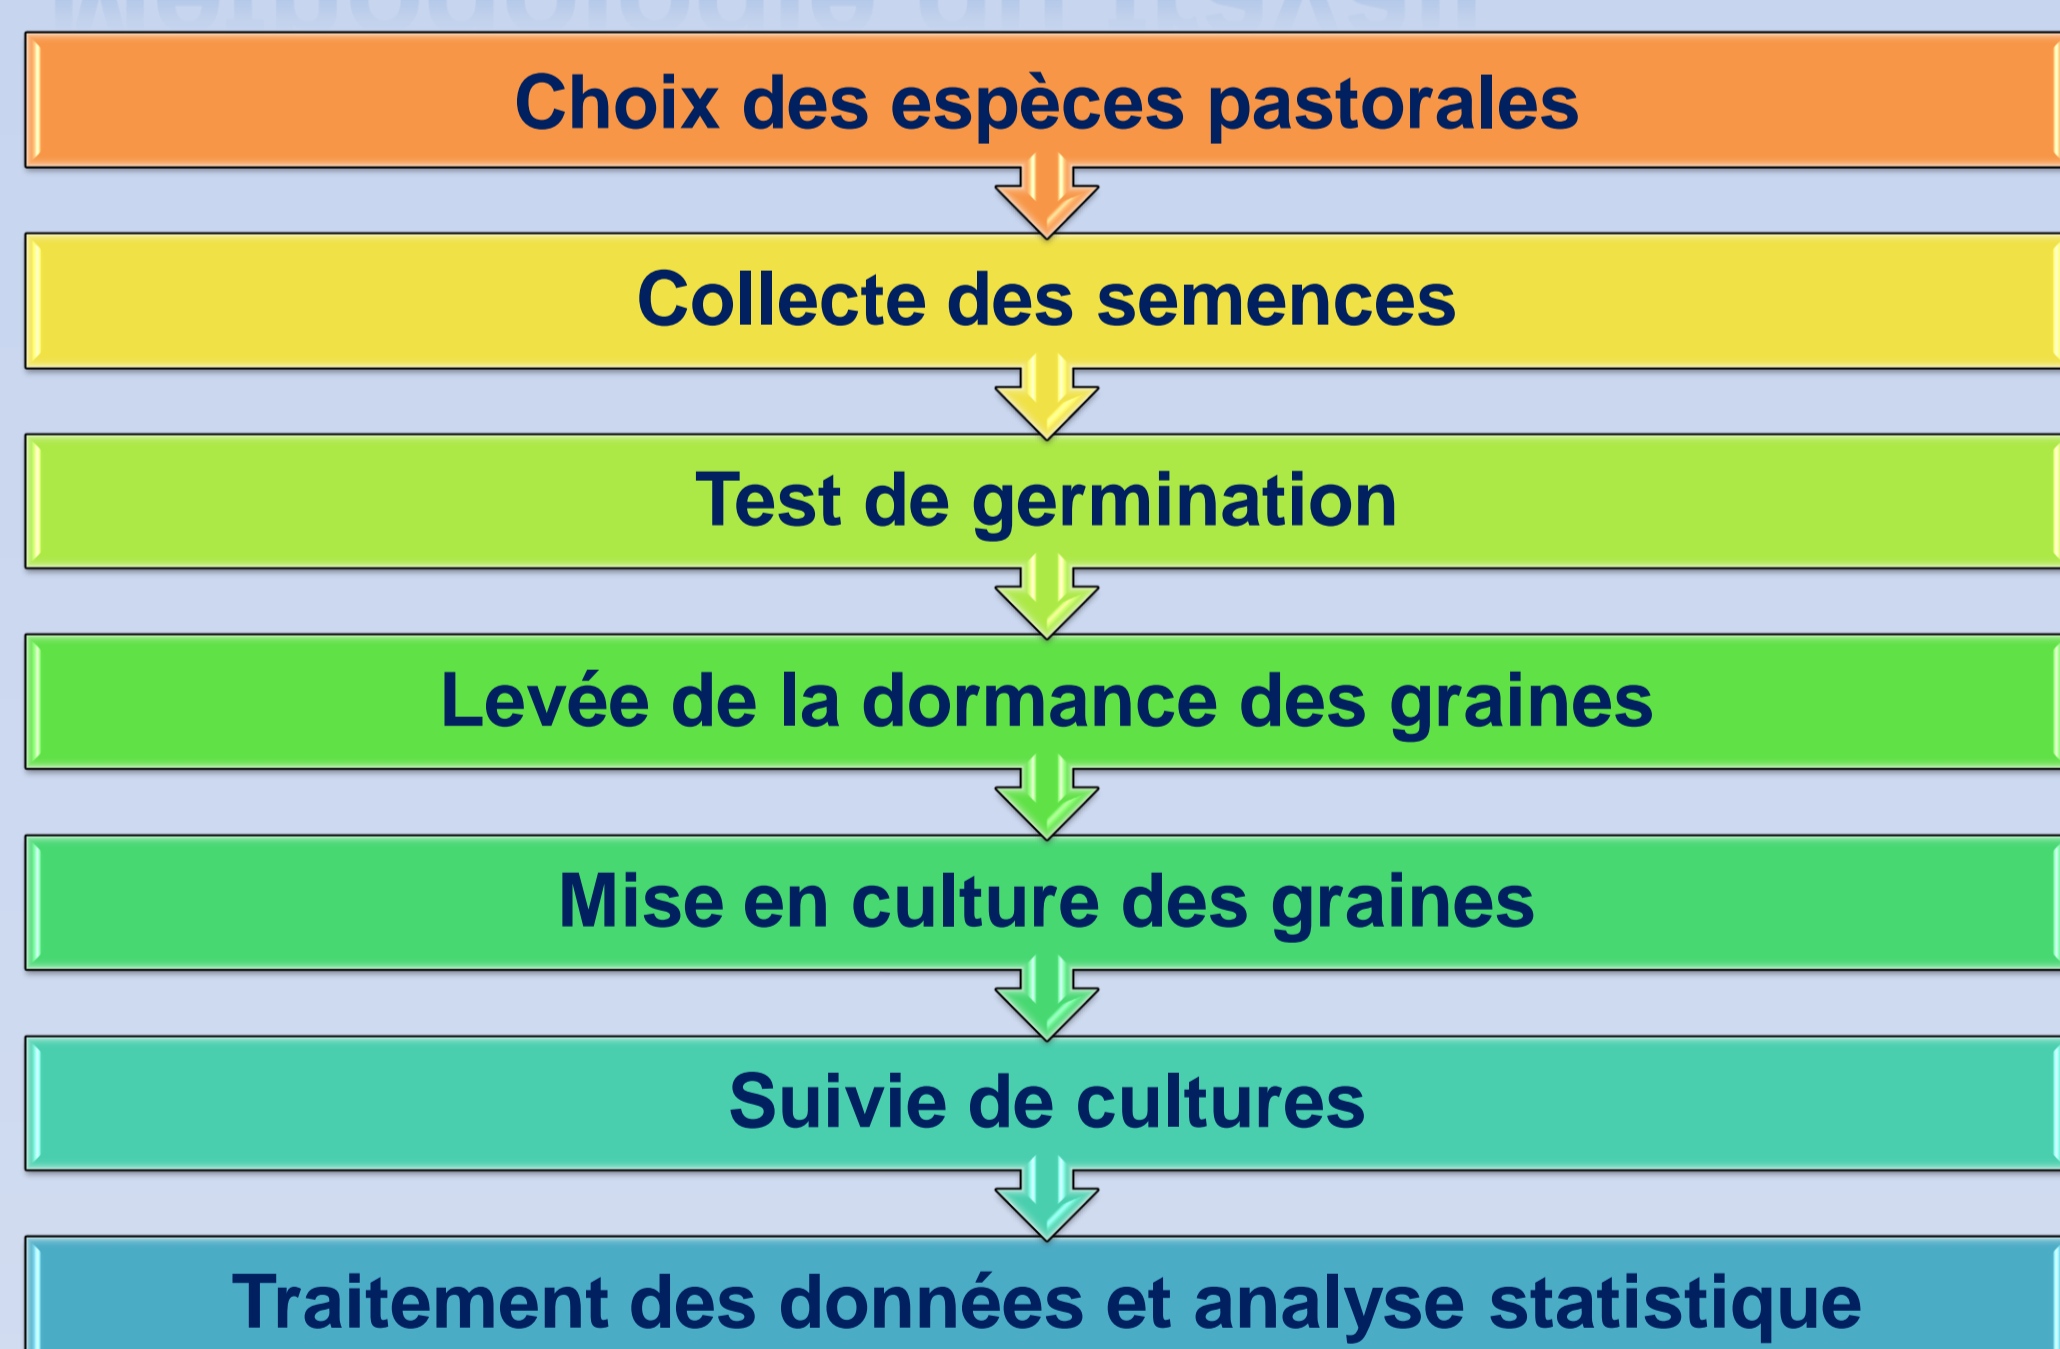 Choix des espèces pastorales
Collecte des semences
Test de germination
Levée de la dormance des graines
Mise en culture des graines
Suivie de cultures
Traitement des données et analyse statistique